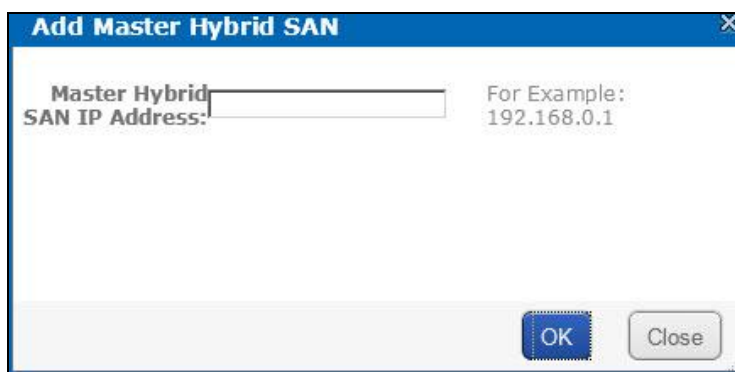 Add Master Hybrid SAN
Master Hybrid
SAN IP Address:
For Example:
192.168.0.1
OK
Close